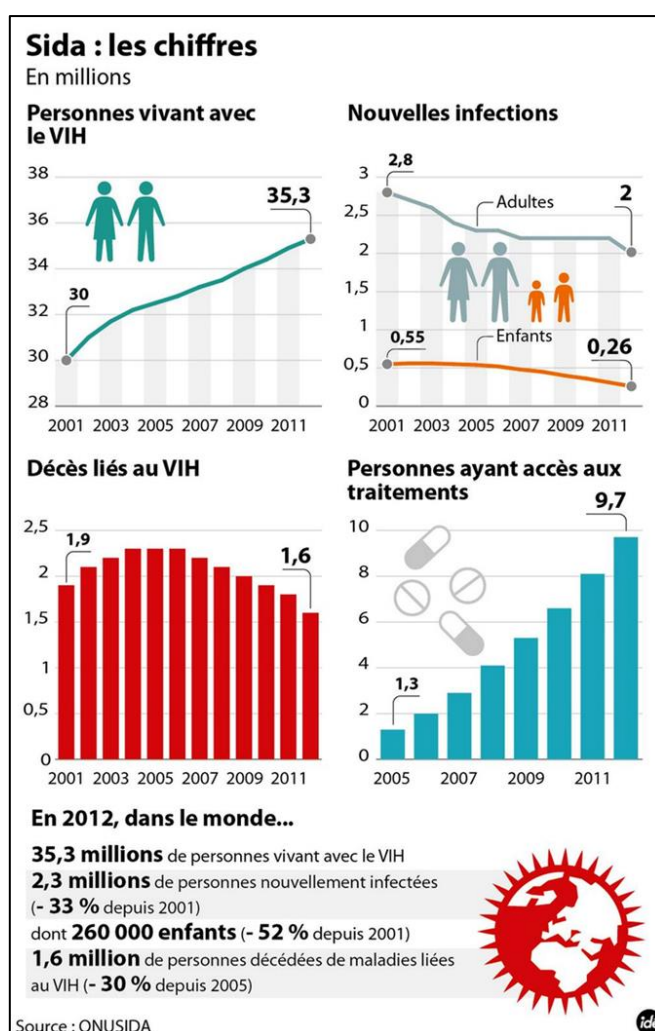 Sida : les chiffres
En millions
Personnes vivant avec
le VIH
38
36
34
32
30
28
30
35,3
2001 2003 2005 2007 2009 2011
Nouvelles infections
3
2,5
2
1,5
1
0,5
0
2,8
Adultes
2
0,55
Enfants
0,26
2001 2003 2005 2007 2009 2011
Décès liés au VIH
2,5
2
1,5
1
0,5
0
1,9
1,6
2001 2003 2005 2007 2009 2011
Personnes ayant accès aux
traitements
10
8
6
4
2
0
1,3
9,7
2005 2007 2009 2011
En 2012, dans le monde...
35,3 millions de personnes vivant avec le VIH
2,3 millions de personnes nouvellement infectées
(- 33 % depuis 2001)
dont 260 000 enfants (- 52 % depuis 2001)
1,6 million de personnes décédées de maladies liées
au VIH (- 30 % depuis 2005)
Source : ONUSIDA
idé